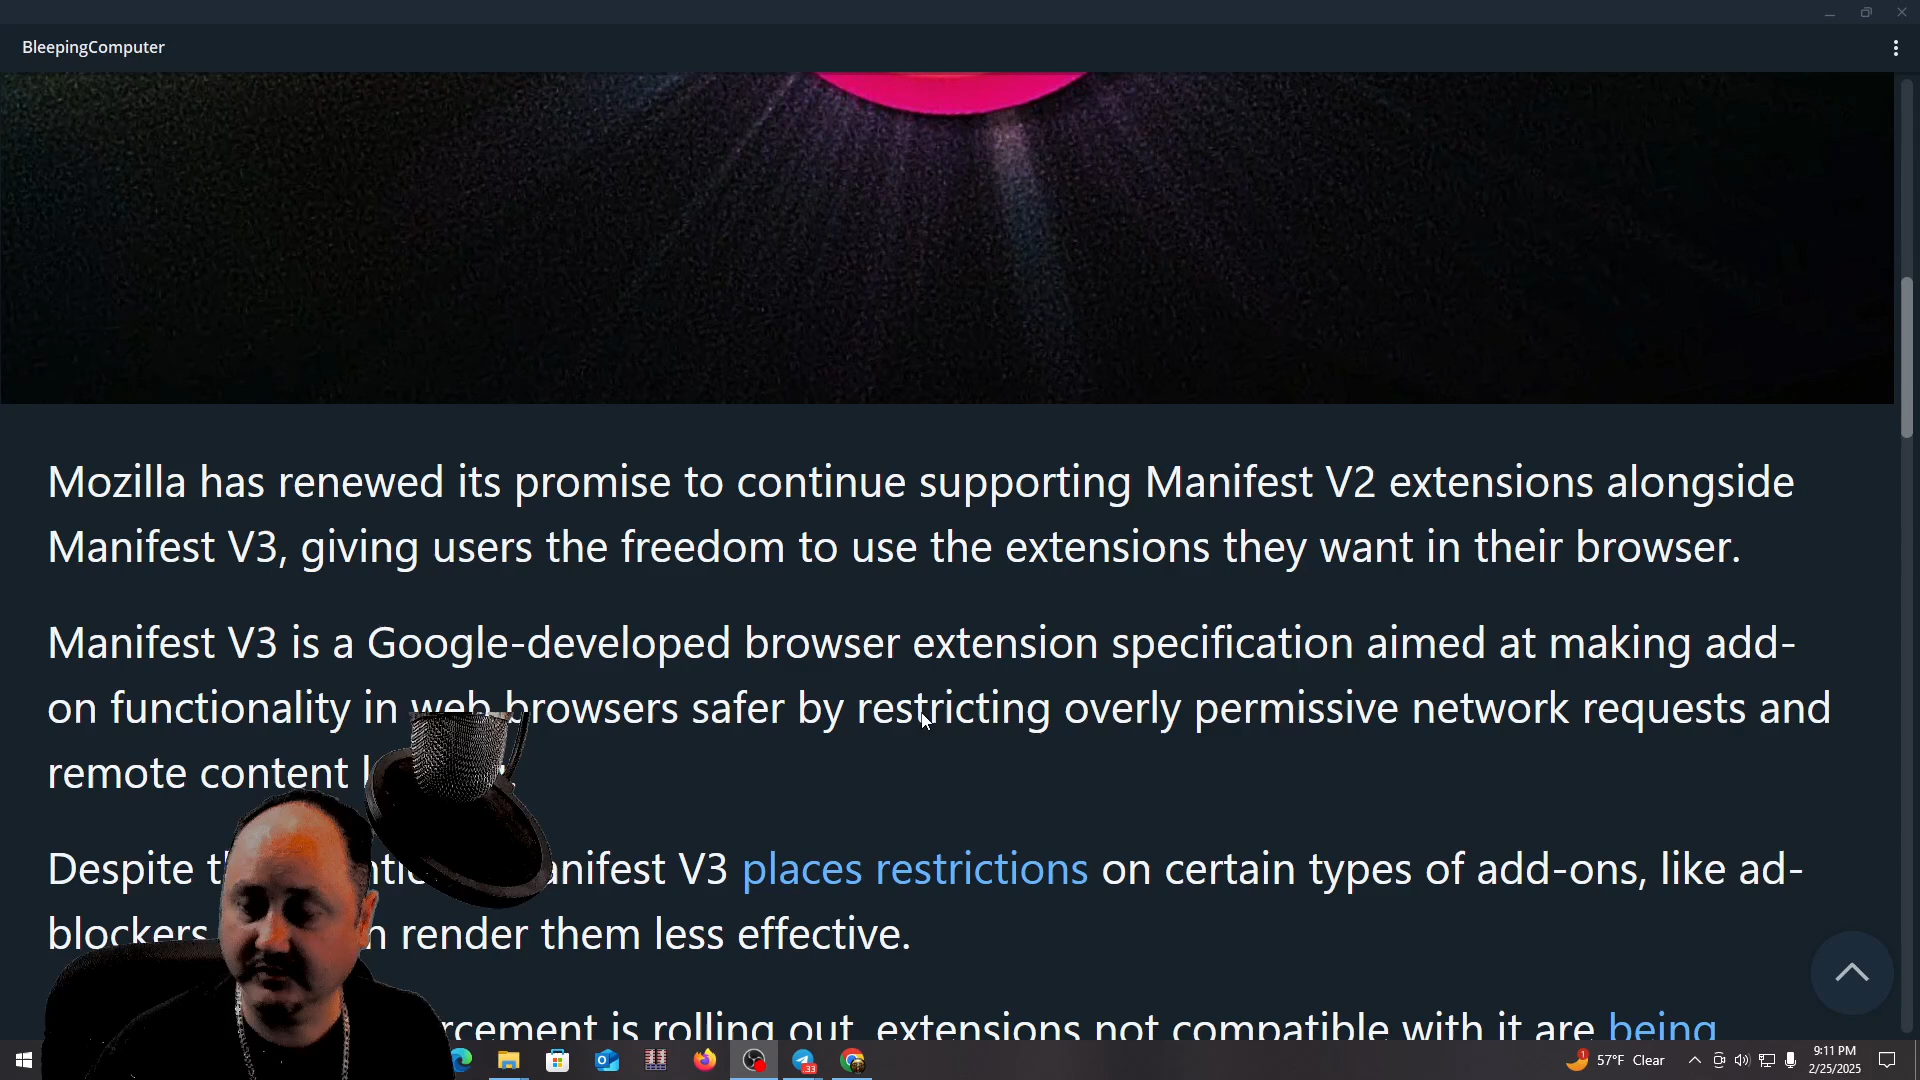 BleepingComputer
Mozilla has renewed its promise to continue supporting Manifest V2 extensions alongside
Manifest V3, giving users the freedom to use the extensions they want in their browser.
Manifest V3 is a Google-developed browser extension specification aimed at making add-
on functionality in web browsers safer by restricting overly permissive network requests and
remote content
Despite Manifest V3 places restrictions on certain types of add-ons, like ad-
blockers render them less effective.
is rolling out, extensions not compatible with it are being
33
1
57°F Clear
9:11 PM
2/25/2025